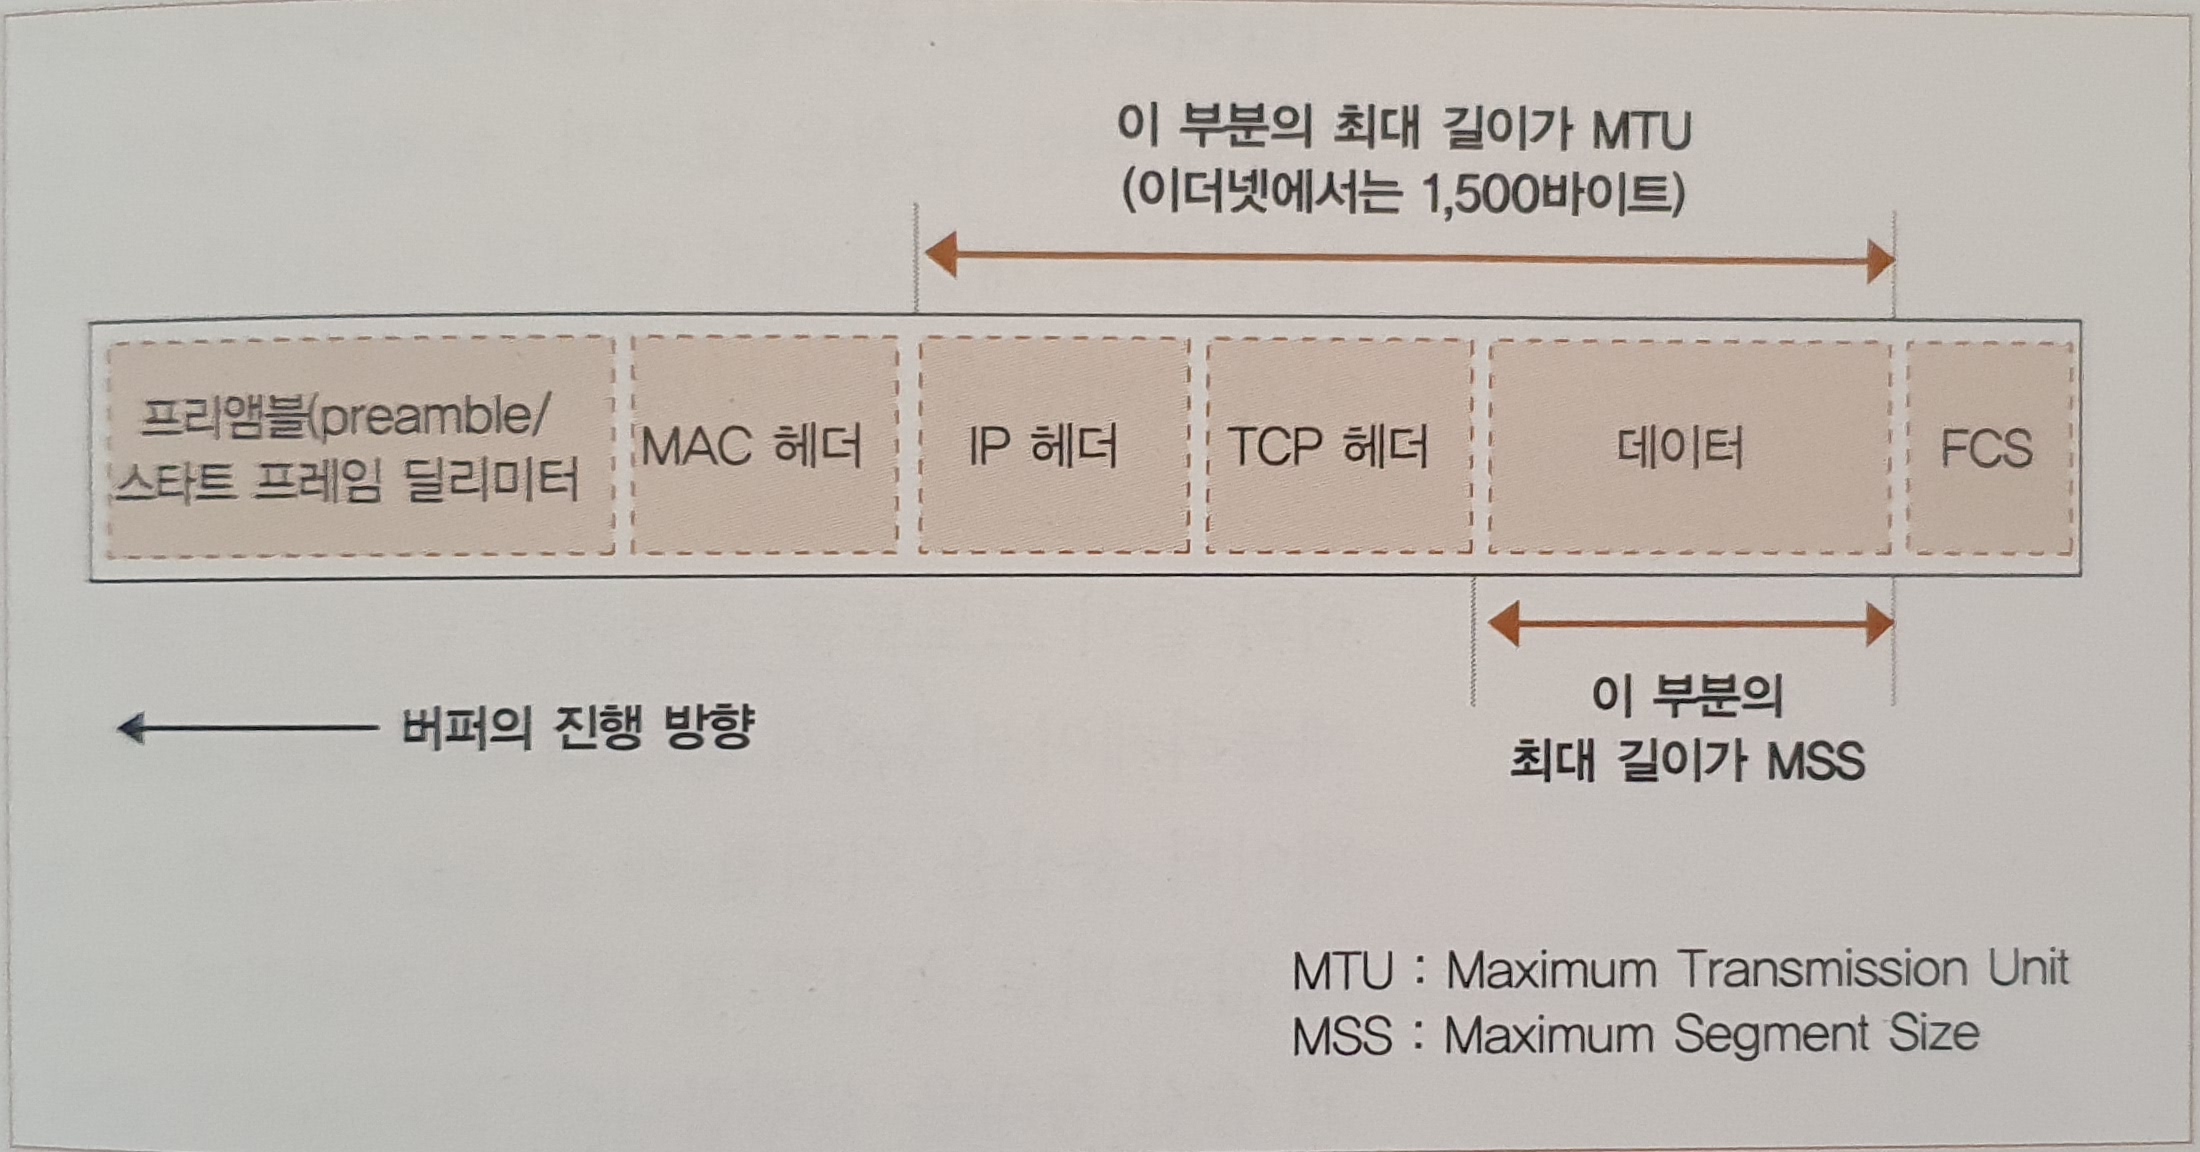 이 부분의 최대 길이가 MTU
(이더넷에서는 1,500바이트)
프리앰블(preamble/
스타트 프레임 딜리미터
MAC 헤더
IP 헤더
TCP 헤더
데이터
FCS
버퍼의 진행 방향
이 부분의
최대 길이가 MSS
MTU : Maximum Transmission Unit
MSS : Maximum Segment Size